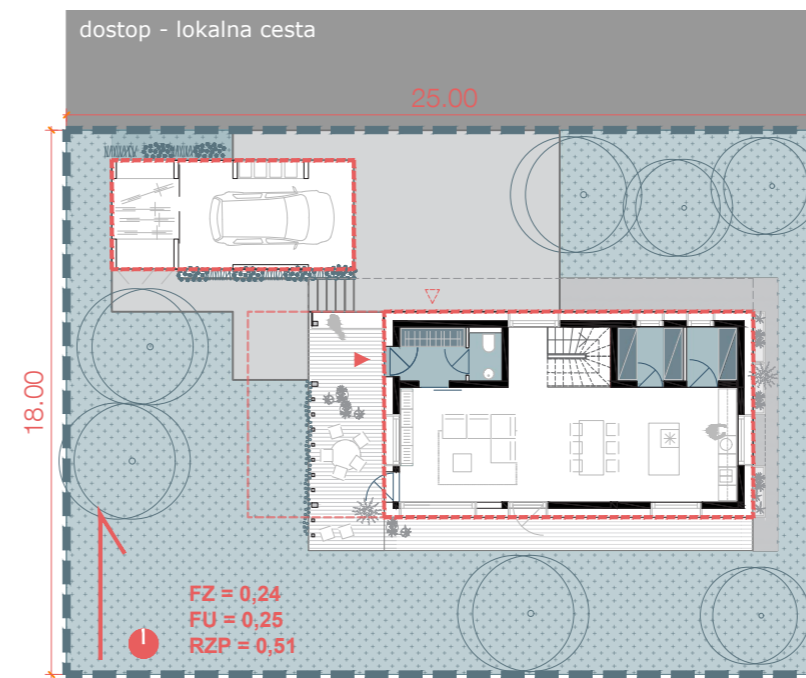 dostop - lokalna cesta
25.00
18.00
FZ = 0,24
FU = 0,25
RZP = 0,51